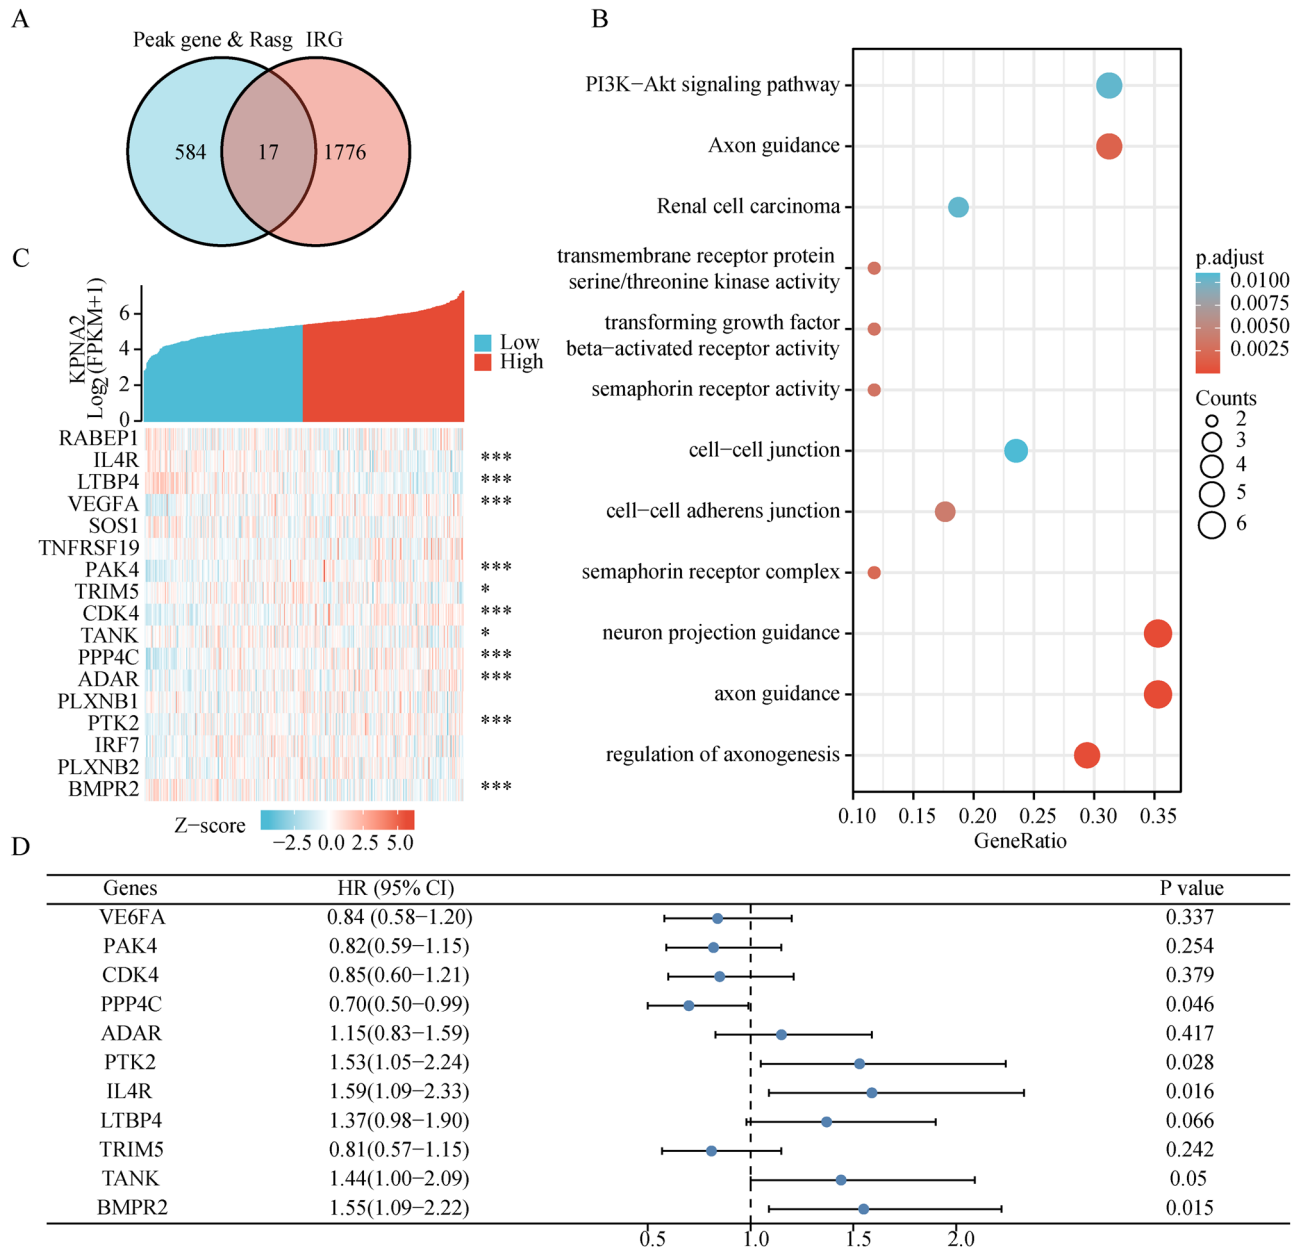 A
Peak gene & Rasg IRG
584 17 1776
B
PI3K−Akt signaling pathway
Axon guidance
Renal cell carcinoma
transmembrane receptor protein
serine/threonine kinase activity
transforming growth factor
beta−activated receptor activity
semaphorin receptor activity
cell−cell junction
cell−cell adherens junction
semaphorin receptor complex
neuron projection guidance
axon guidance
regulation of axonogenesis
0.10 0.15 0.20 0.25 0.30 0.35
GeneRatio
p.adjust
0.0100
0.0075
0.0050
0.0025
Counts
2
3
4
5
6
C
KPNA2
Log2 (FPKM+1)
6
4
2
0
Low
High
RABEP1
IL4R ***
LTBP4 ***
VEGFA ***
SOS1
TNFRSF19
PAK4 ***
TRIM5 *
CDK4 ***
TANK *
PPP4C ***
ADAR ***
PLXNB1
PTK2 ***
IRF7
PLXNB2
BMPR2 ***
Z−score
−2.5 0.0 2.5 5.0
D
Genes HR (95% CI) P value
VE6FA 0.84 (0.58−1.20) 0.337
PAK4 0.82(0.59−1.15) 0.254
CDK4 0.85(0.60−1.21) 0.379
PPP4C 0.70(0.50−0.99) 0.046
ADAR 1.15(0.83−1.59) 0.417
PTK2 1.53(1.05−2.24) 0.028
IL4R 1.59(1.09−2.33) 0.016
LTBP4 1.37(0.98−1.90) 0.066
TRIM5 0.81(0.57−1.15) 0.242
TANK 1.44(1.00−2.09) 0.05
BMPR2 1.55(1.09−2.22) 0.015
0.5 1.0 1.5 2.0